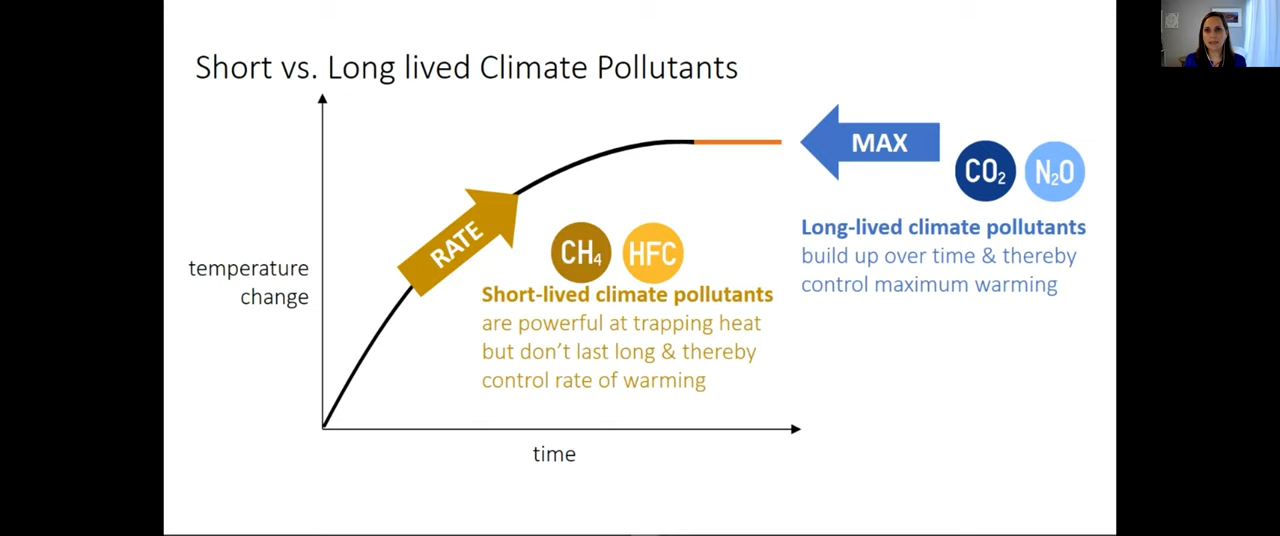 Short vs. Long lived Climate Pollutants
MAX
CO₂ N₂O
Long-lived climate pollutants
build up over time & thereby
control maximum warming
RATE
CH₄ HFC
Short-lived climate pollutants
are powerful at trapping heat
but don't last long & thereby
control rate of warming
temperature
change
time